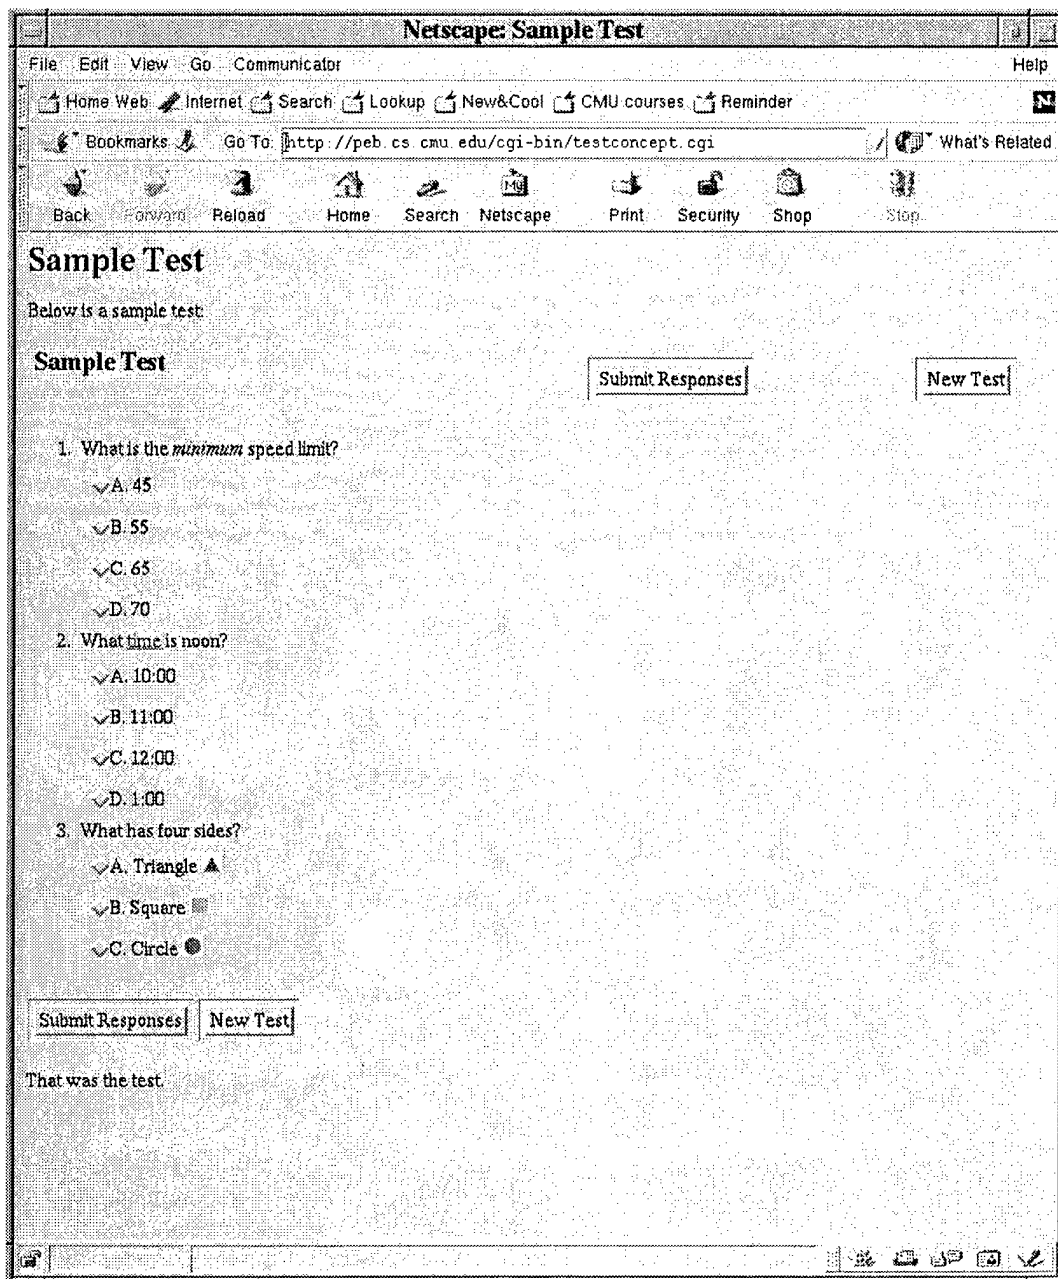 Netscape: Sample Test
File Edit View Go Communicator Help
Home Web Internet Search Lookup New&Cool CMU courses Reminder N
Bookmarks Go To: http://peb.cs.cmu.edu/cgi-bin/testconcept.cgi What's Related
Back Forward Reload Home Search Netscape Print Security Shop Stop
Sample Test
Below is a sample test:
Sample Test Submit Responses New Test
1. What is the minimum speed limit?
A. 45
B. 55
C. 65
D. 70
2. What time is noon?
A. 10:00
B. 11:00
C. 12:00
D. 1:00
3. What has four sides?
A. Triangle
B. Square
C. Circle
Submit Responses New Test
That was the test.